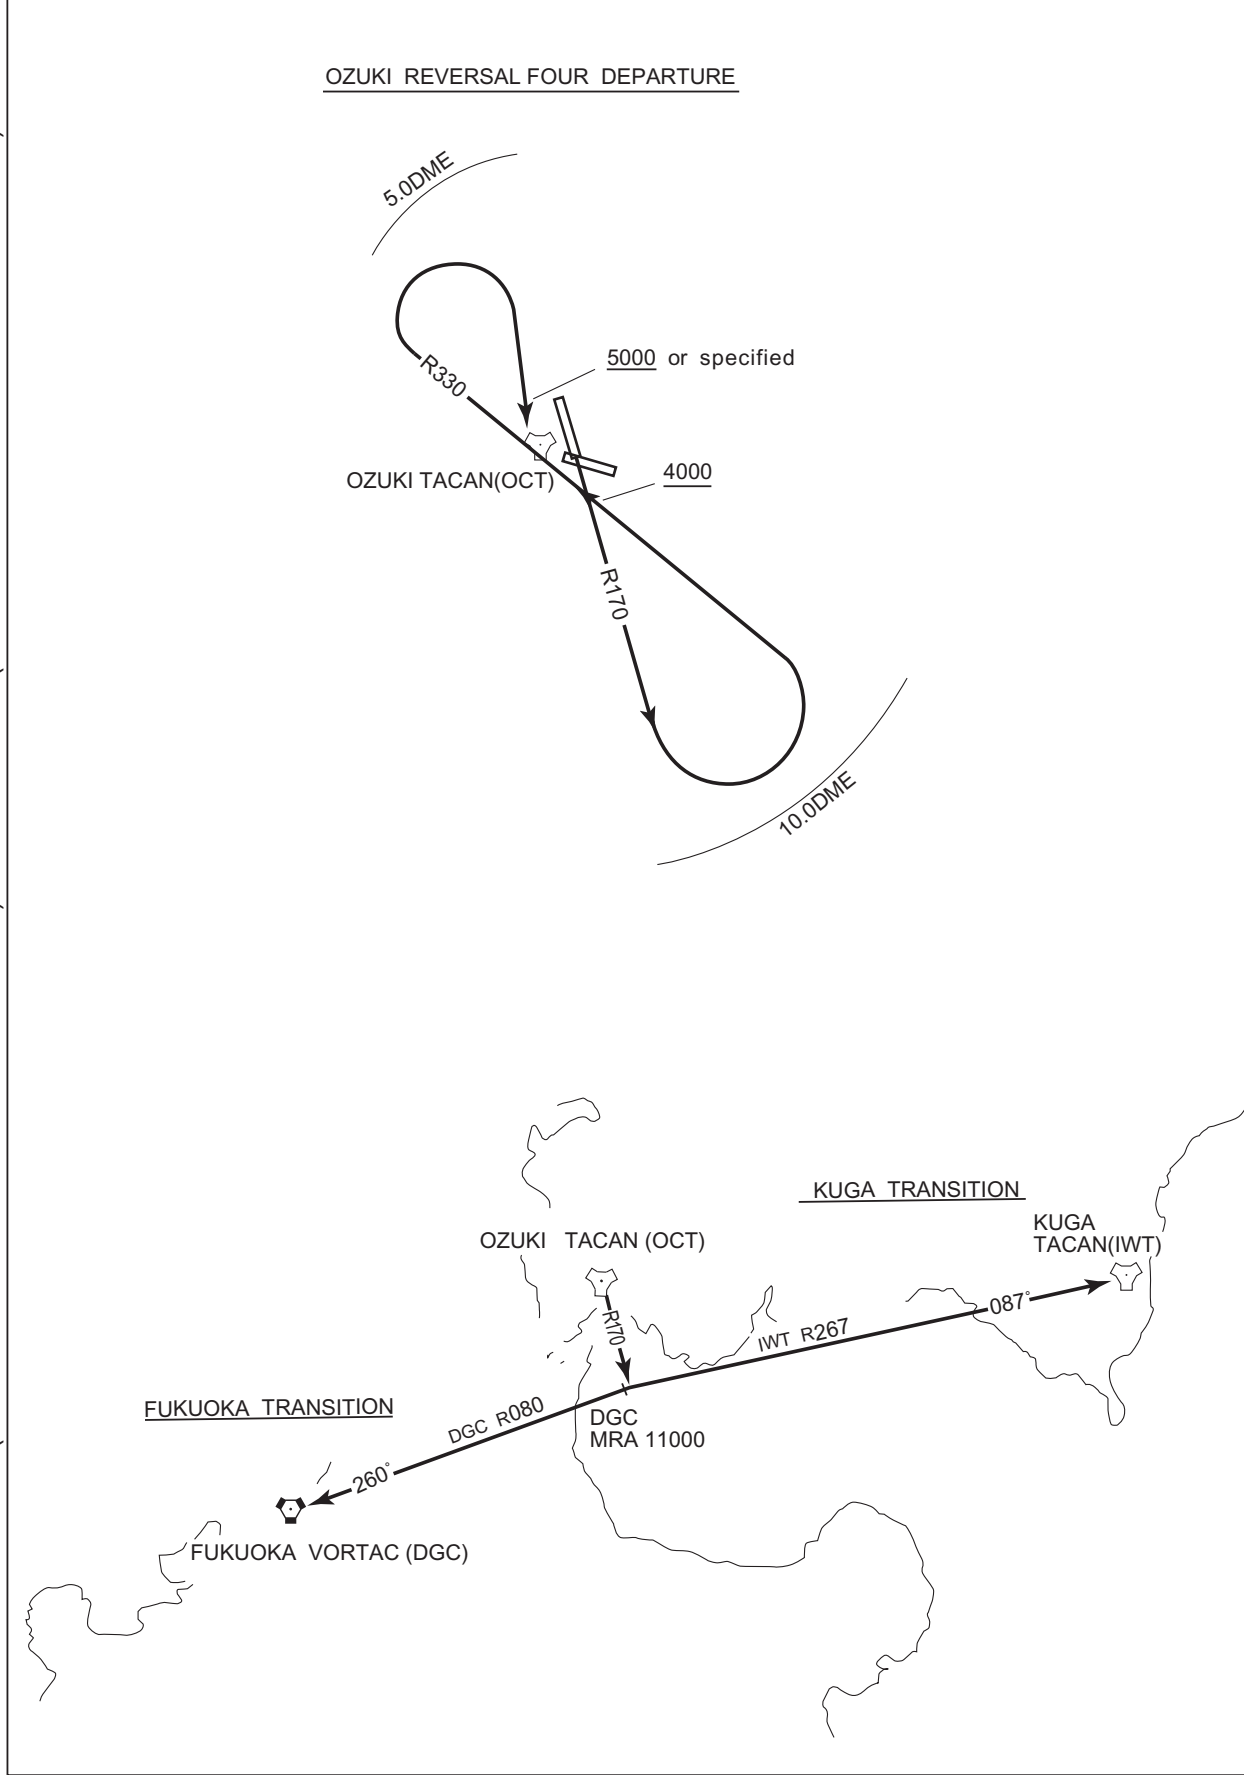 OZUKI REVERSAL FOUR DEPARTURE
5.0DME
R330
5000 or specified
OZUKI TACAN(OCT)
4000
R170
10.0DME
KUGA TRANSITION
KUGA
TACAN(IWT)
OZUKI TACAN (OCT)
R170
087°
IWT R267
FUKUOKA TRANSITION
DGC R080
DGC
MRA 11000
260°
FUKUOKA VORTAC (DGC)